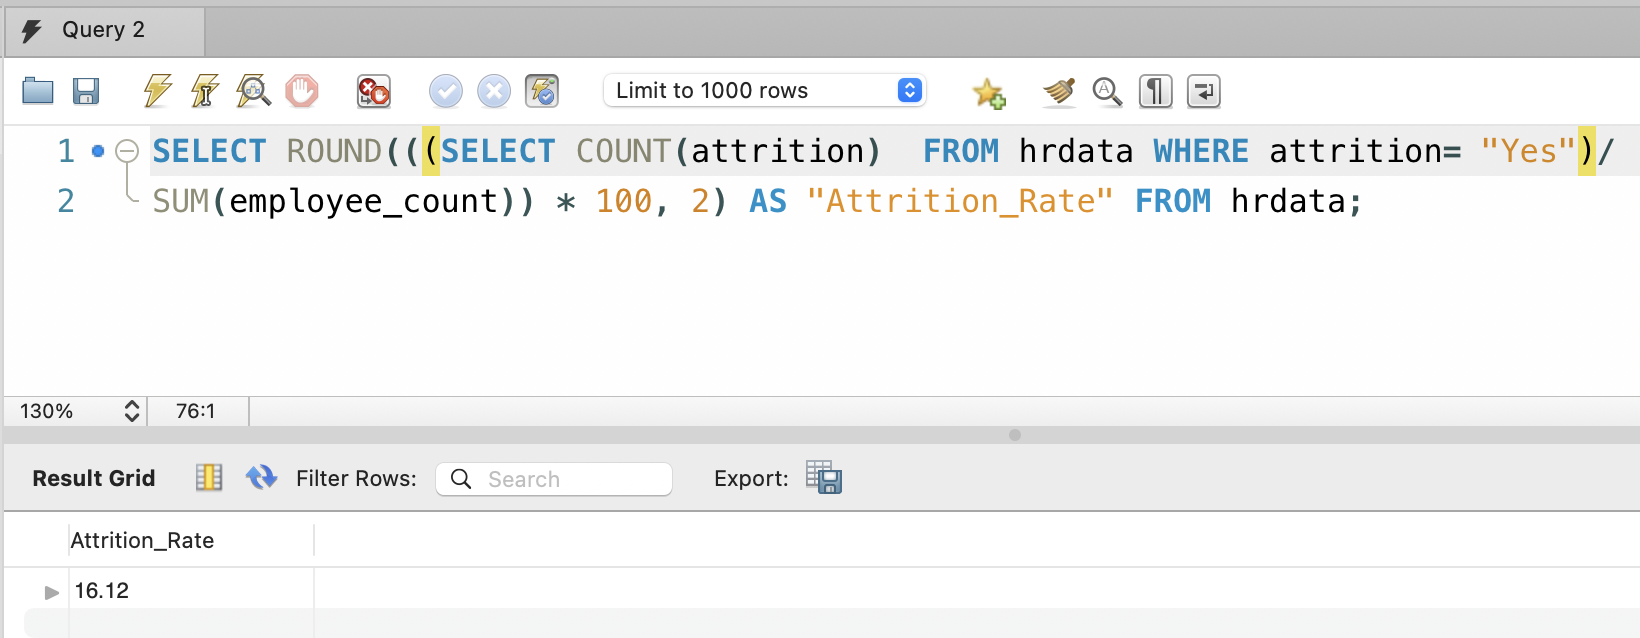 Query 2
Limit to 1000 rows
1 SELECT ROUND(((SELECT COUNT(attrition)  FROM hrdata WHERE attrition= "Yes")/
2 SUM(employee_count)) * 100, 2) AS "Attrition_Rate" FROM hrdata;
130% 76:1
Result Grid Filter Rows: Search Export:
Attrition_Rate
16.12